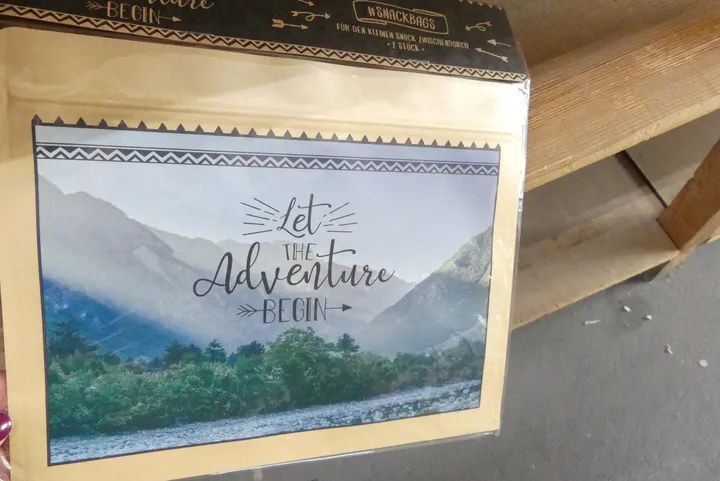 BEGIN
#SNACKBAGS
FÜR DEN KLEINEN SNACK ZWISCHENDURCH
• 2 STÜCK •
Let
THE
Adventure
BEGIN